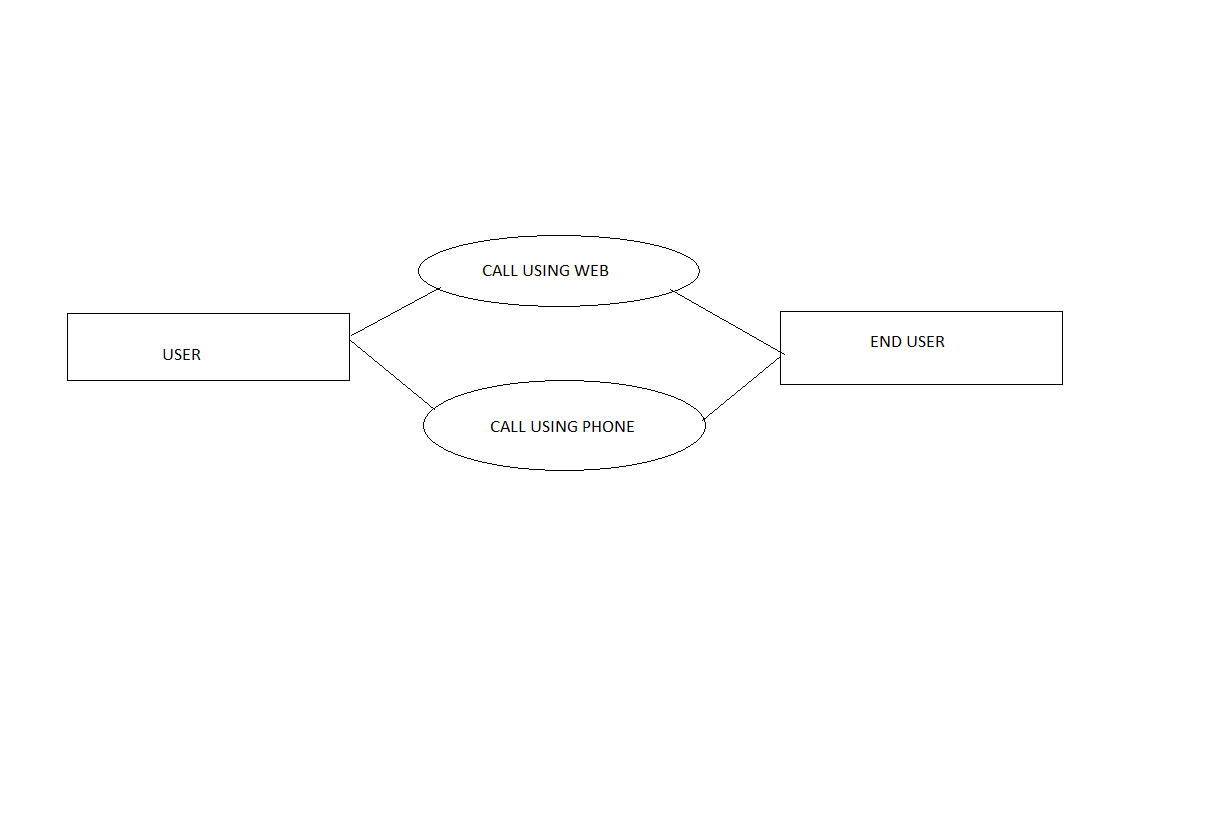 CALL USING WEB
USER
END USER
CALL USING PHONE